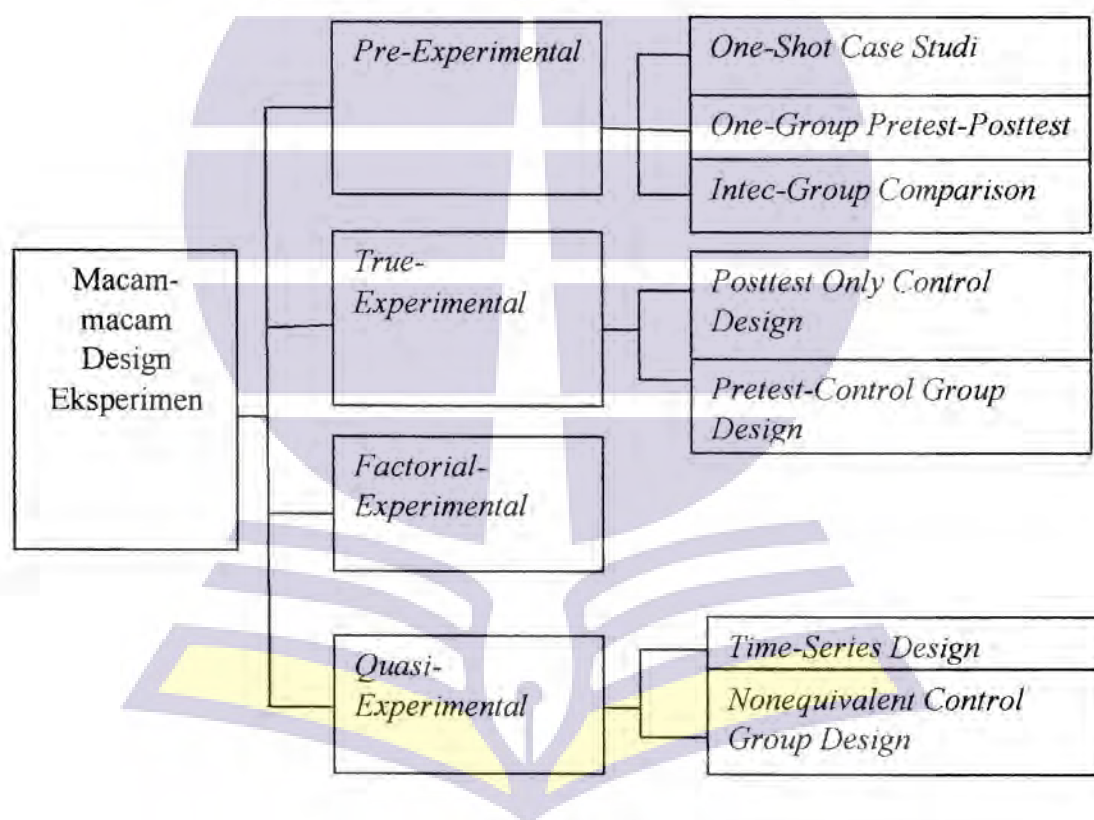 Pre-Experimental
One-Shot Case Studi
One-Group Pretest-Posttest
Intec-Group Comparison
Macam-
macam
Design
Eksperimen
True-
Experimental
Posttest Only Control
Design
Pretest-Control Group
Design
Factorial-
Experimental
Quasi-
Experimental
Time-Series Design
Nonequivalent Control
Group Design